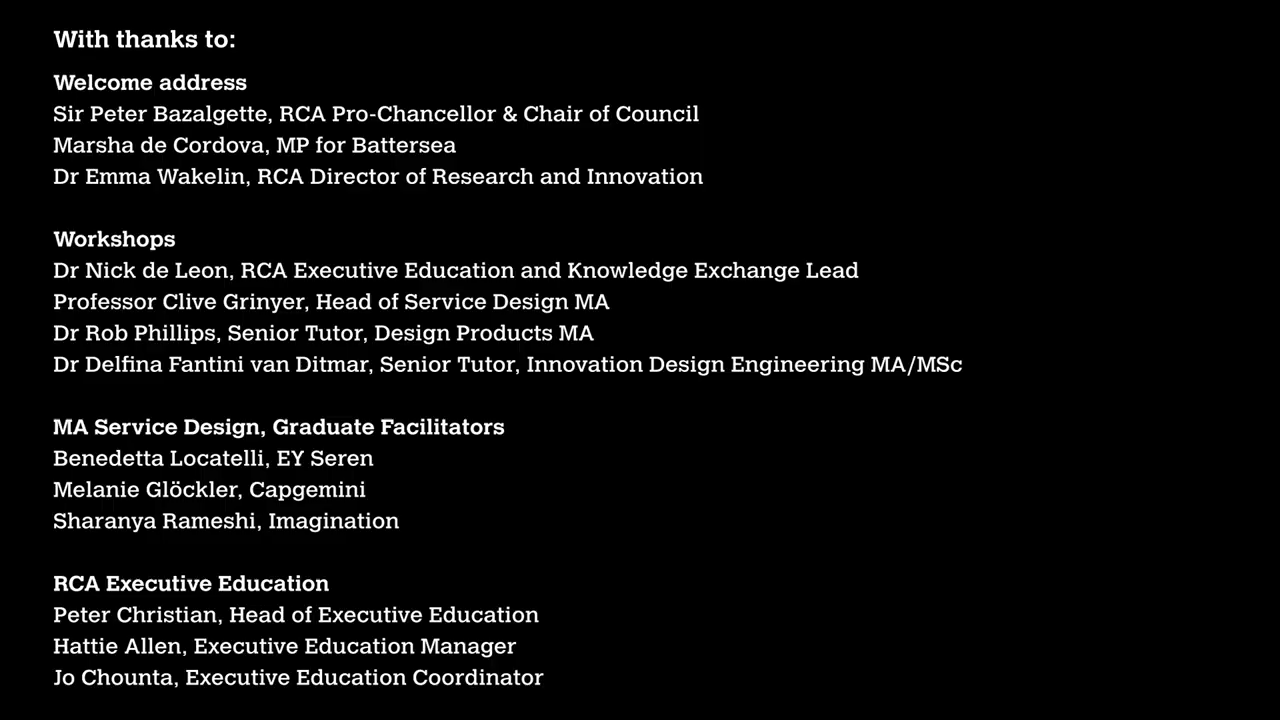 With thanks to:
Welcome address
Sir Peter Bazalgette, RCA Pro-Chancellor & Chair of Council
Marsha de Cordova, MP for Battersea
Dr Emma Wakelin, RCA Director of Research and Innovation
Workshops
Dr Nick de Leon, RCA Executive Education and Knowledge Exchange Lead
Professor Clive Grinyer, Head of Service Design MA
Dr Rob Phillips, Senior Tutor, Design Products MA
Dr Delfina Fantini van Ditmar, Senior Tutor, Innovation Design Engineering MA/MSc
MA Service Design, Graduate Facilitators
Benedetta Locatelli, EY Seren
Melanie Glöckler, Capgemini
Sharanya Rameshi, Imagination
RCA Executive Education
Peter Christian, Head of Executive Education
Hattie Allen, Executive Education Manager
Jo Chounta, Executive Education Coordinator